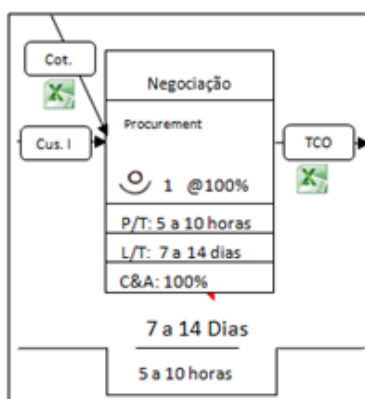 Cot.
Negociação
Procurement
Cus. I
TCO
1 @100%
P/T: 5 a 10 horas
L/T: 7 a 14 dias
C&A: 100%
7 a 14 Dias
5 a 10 horas